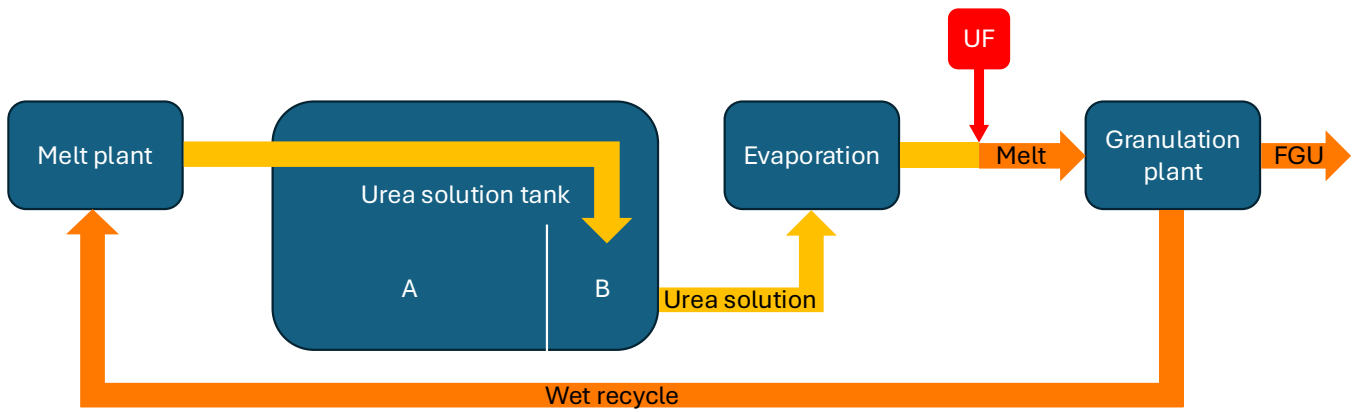 UF
Melt plant
Urea solution tank
A
B
Urea solution
Evaporation
Melt
Granulation
plant
FGU
Wet recycle